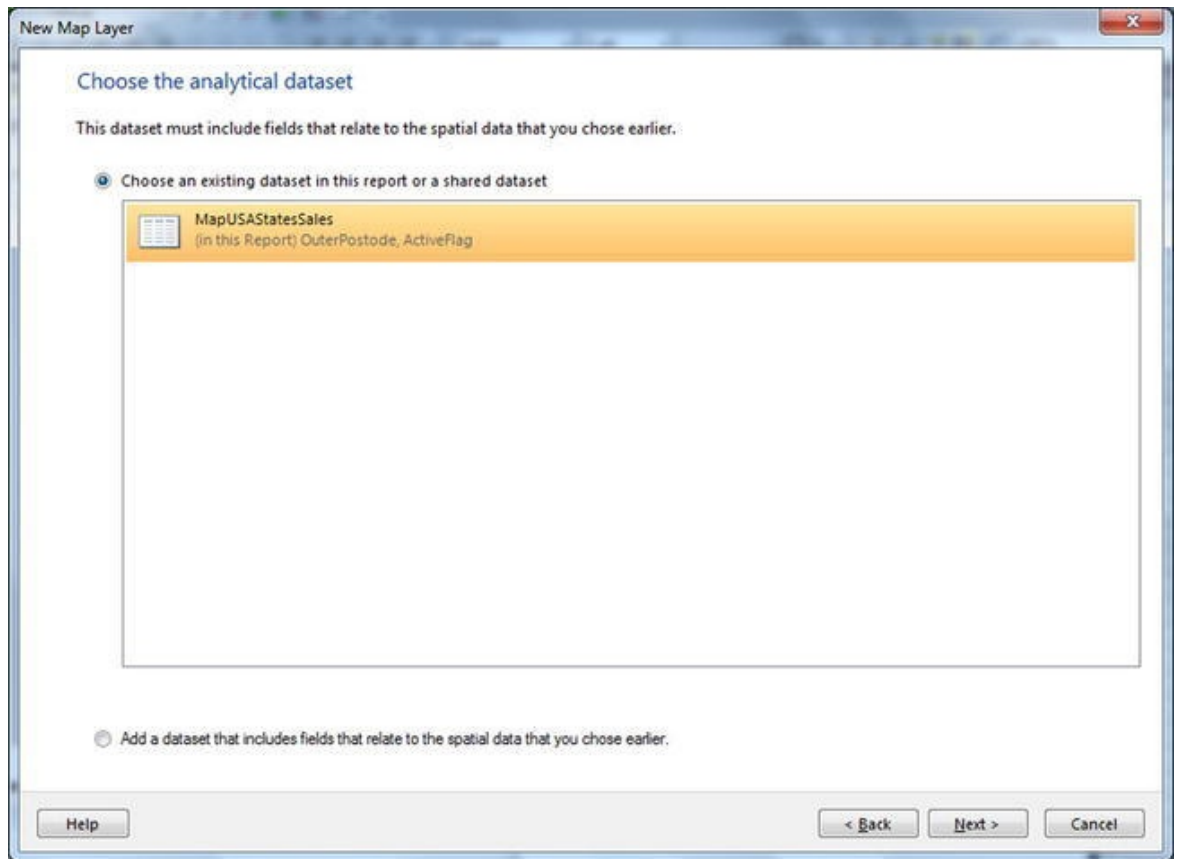 New Map Layer
Choose the analytical dataset
This dataset must include fields that relate to the spatial data that you chose earlier.
Choose an existing dataset in this report or a shared dataset
MapUSAStatesSales
(in this Report) OuterPostode, ActiveFlag
Add a dataset that includes fields that relate to the spatial data that you chose earlier.
Help
< Back
Next >
Cancel